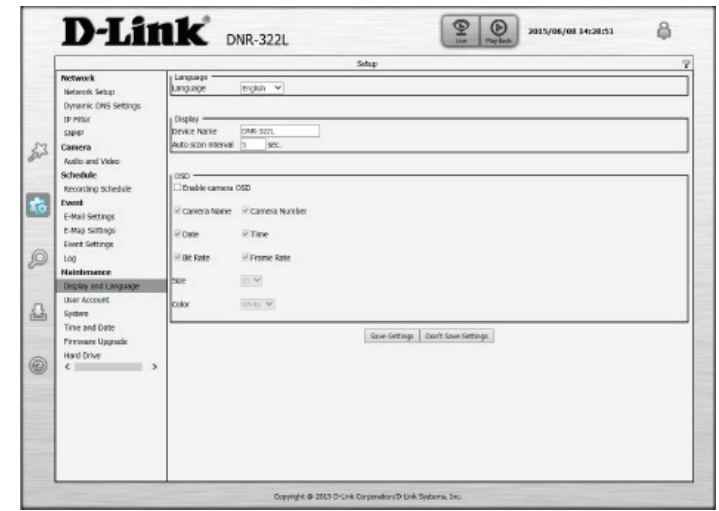 D-Link DNR-322L
Live
Play Back
2015/06/08 14:28:51
Setup
?
Network
Network Setup
Dynamic DNS Settings
IP Filter
SNMP
Camera
Audio and Video
Schedule
Recording Schedule
Event
E-Mail Settings
E-Map Settings
Event Settings
Log
Maintenance
Display and Language
User Account
System
Time and Date
Firmware Upgrade
Hard Drive
Language
Language English
Display
Device Name DNR-322L
Auto scan interval 5 sec.
OSD
Enable camera OSD
Camera Name Camera Number
Date Time
Bit Rate Frame Rate
Size 25
Color White
Save Settings Don't Save Settings
Copyright @ 2015 D-Link Corporation/D-Link Systems, Inc.